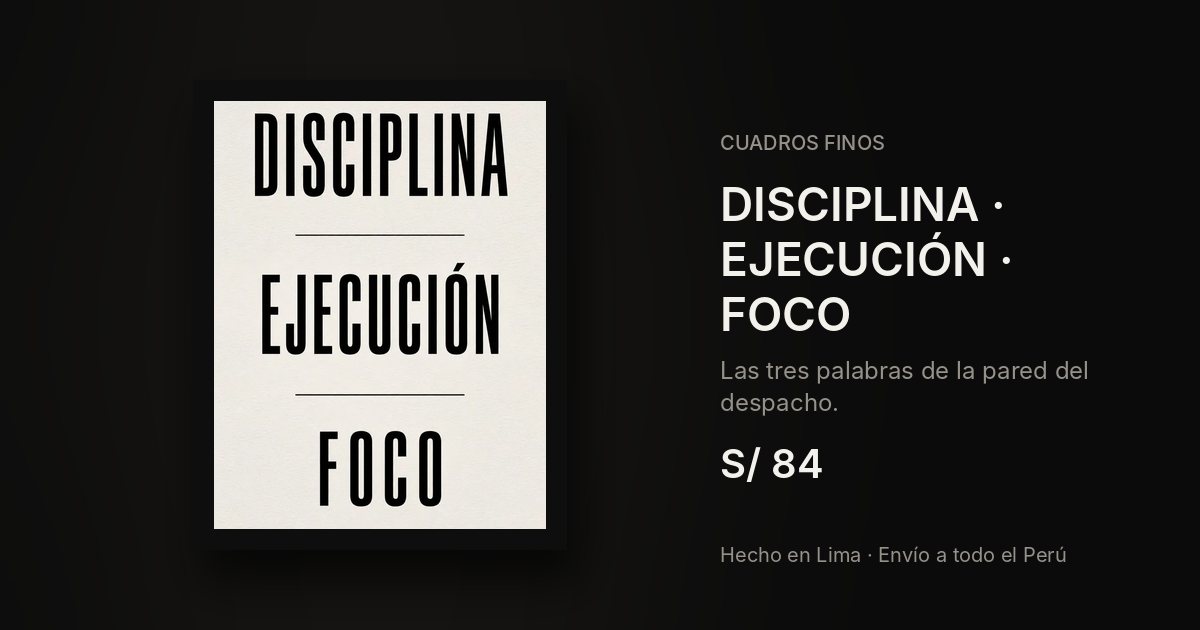 DISCIPLINA
EJECUCIÓN
FOCO
CUADROS FINOS
DISCIPLINA ·
EJECUCIÓN ·
FOCO
Las tres palabras de la pared del
despacho.
S/ 84
Hecho en Lima · Envío a todo el Perú